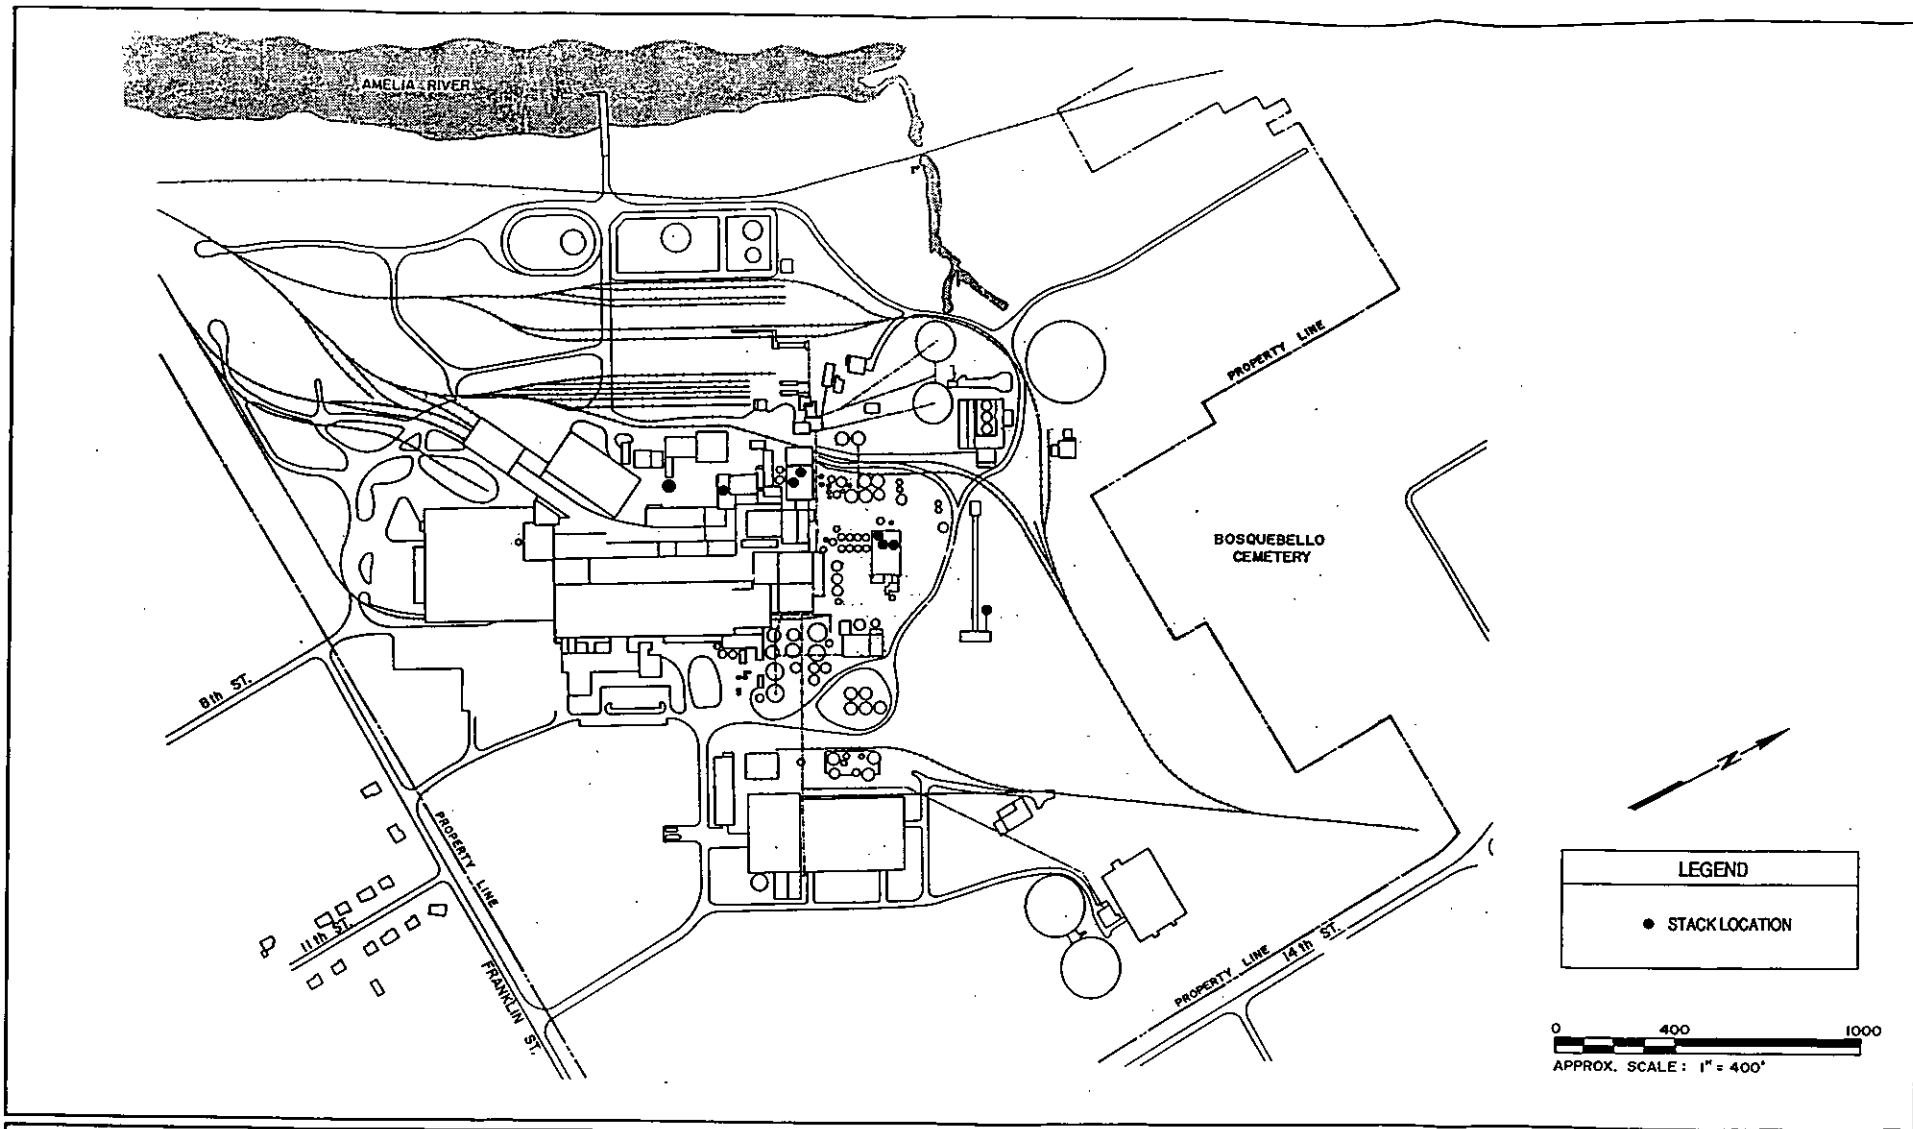 AMELIA RIVER
PROPERTY LINE
BOSQUEBELLO
CEMETERY
8th ST.
N
PROPERTY LINE
LEGEND
STACK LOCATION
11th ST.
FRANKLIN ST.
PROPERTY LINE
14th ST.
0 400 1000
APPROX. SCALE: 1" = 400'